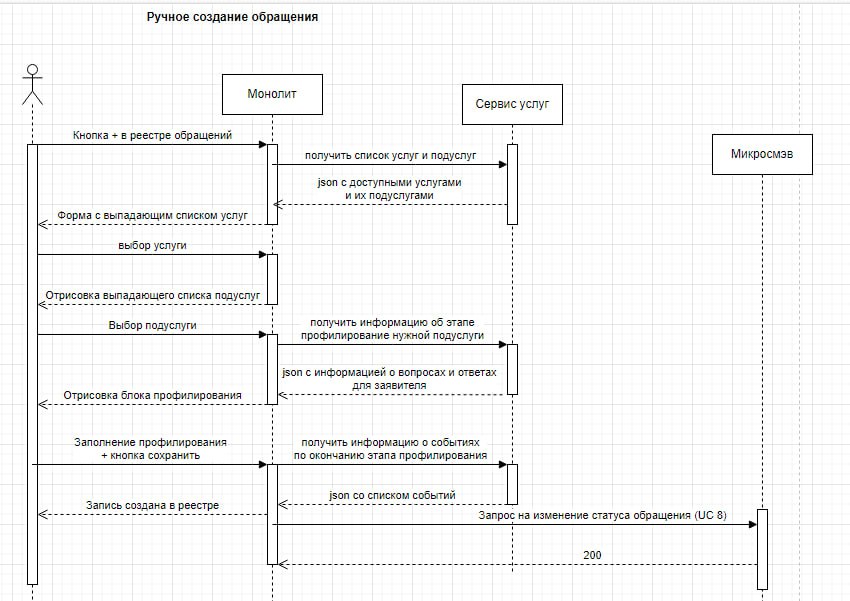 Ручное создание обращения
Монолит
Сервис услуг
Микросмэв
Кнопка + в реестре обращений
получить список услуг и подуслуг
json с доступными услугами
и их подуслугами
Форма с выпадающим списком услуг
выбор услуги
Отрисовка выпадающего списка подуслуг
Выбор подуслуги
получить информацию об этапе
профилирование нужной подуслуги
json с информацией о вопросах и ответах
для заявителя
Отрисовка блока профилирования
Заполнение профилирования
+ кнопка сохранить
получить информацию о событиях
по окончанию этапа профилирования
json со списком событий
Запись создана в реестре
Запрос на изменение статуса обращения (UC 8)
200